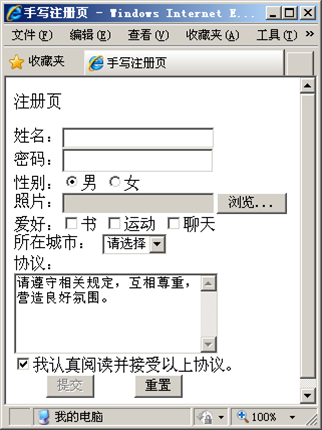 手写注册页 - Windows Internet E...
文件(F) 编辑(E) 查看(V) 收藏夹(A) 工具(T) »
收藏夹 手写注册页
注册页
姓名：
密码：
性别： 男 女
照片： 浏览...
爱好： 书 运动 聊天
所在城市： 请选择
协议：
请遵守相关规定，互相尊重，
营造良好氛围。
我认真阅读并接受以上协议。
提交 重置
我的电脑 100%